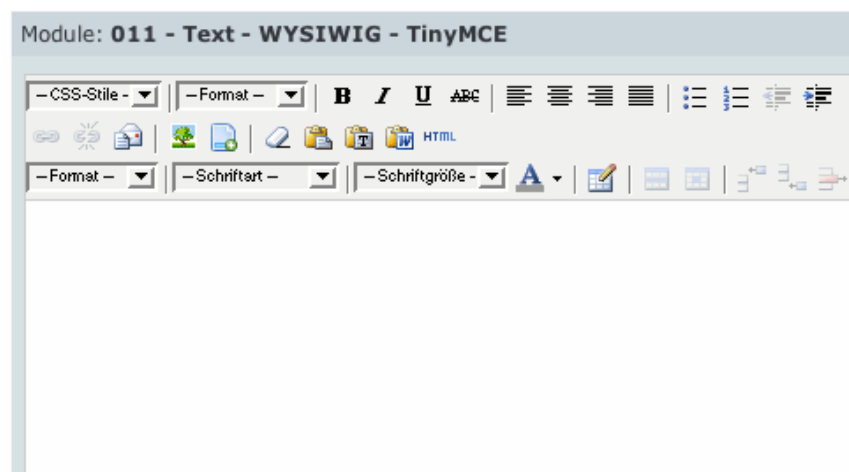 Module: 011 - Text - WYSIWIG - TinyMCE
-- CSS-Stile - -- Format -- B I U ABC
HTML
-- Format -- -- Schriftart -- -- Schriftgröße - A